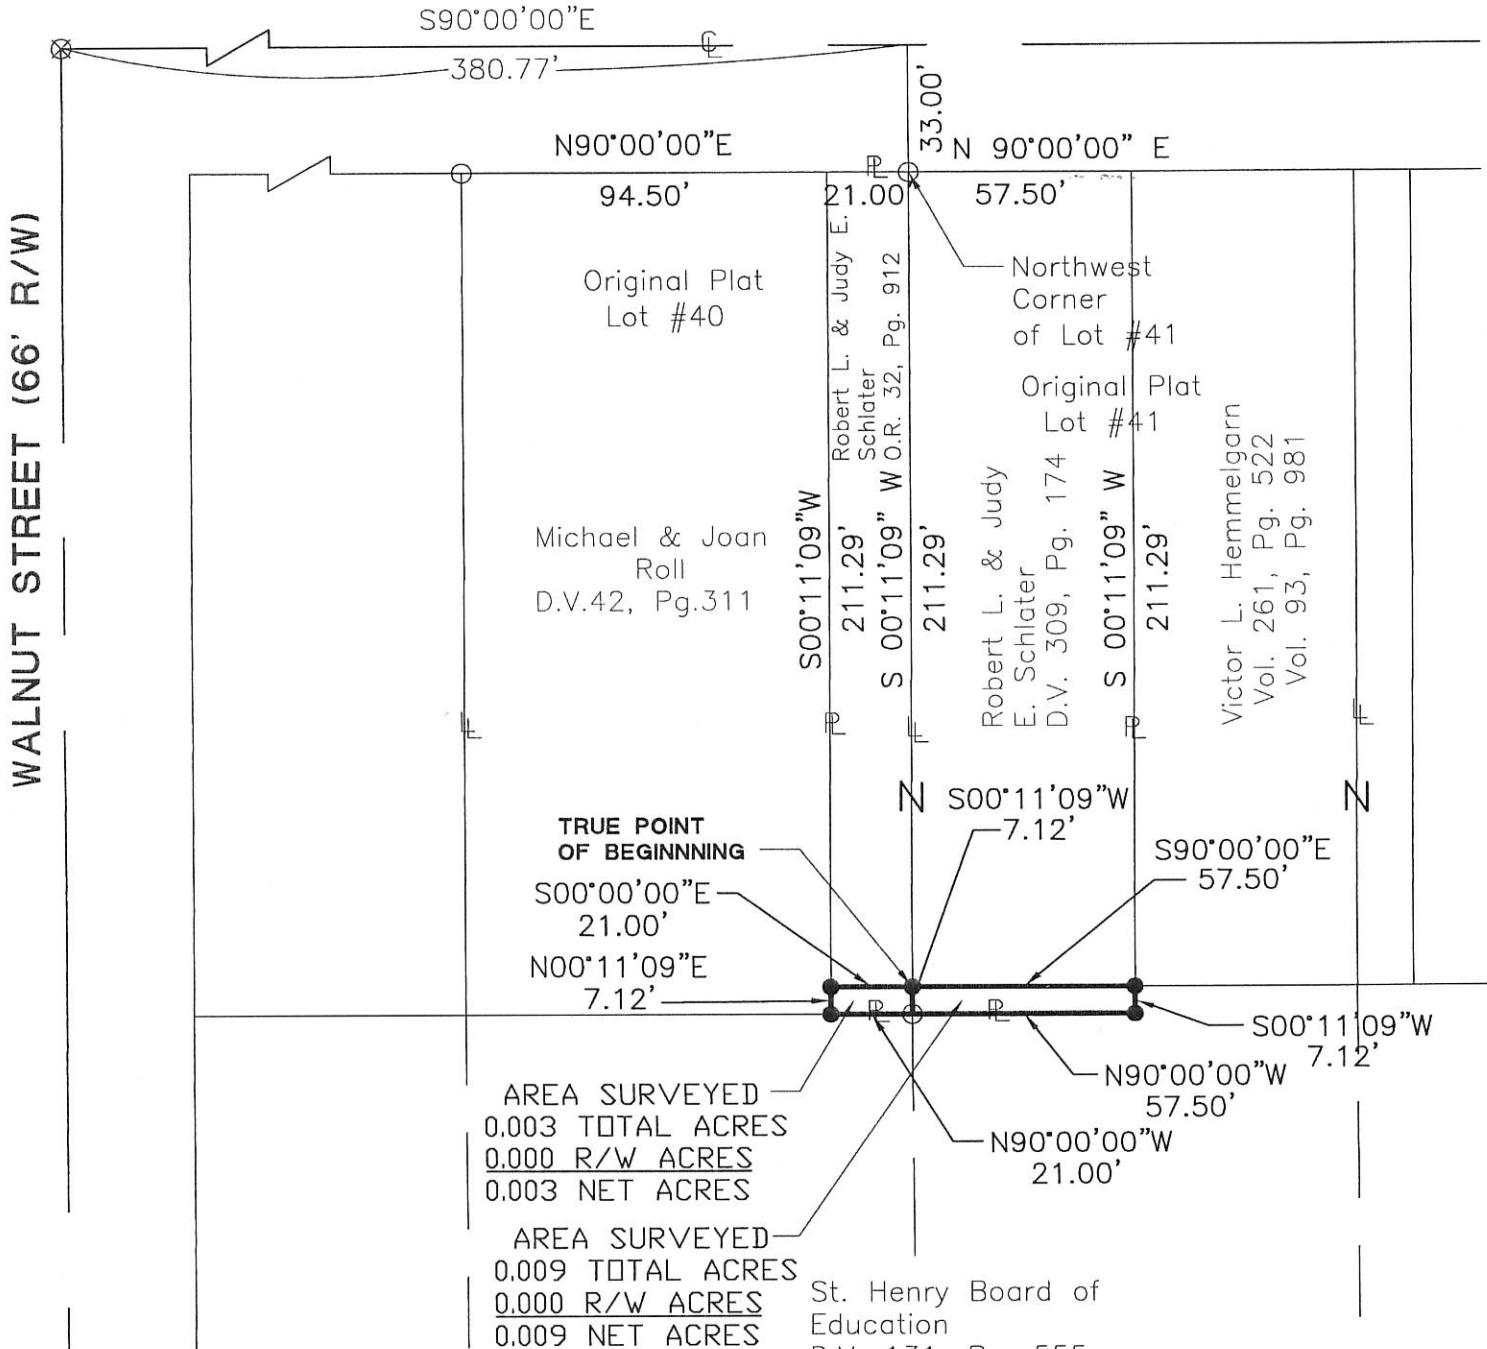 S90°00'00"E
380.77'
33.00'
N90°00'00"E
N 90°00'00" E
94.50'
21.00
57.50'
WALNUT STREET (66' R/W)
Original Plat
Lot #40
Robert L. & Judy E.
Schlater
O.R. 32, Pg. 912
Northwest
Corner
of Lot #41
Original Plat
Lot #41
Michael & Joan
Roll
D.V.42, Pg.311
S00°11'09"W
211.29'
S 00°11'09" W
211.29'
Robert L. & Judy
E. Schlater
D.V. 309, Pg. 174
S 00°11'09" W
211.29'
Victor L. Hemmelgarn
Vol. 261, Pg. 522
Vol. 93, Pg. 981
N
N
S00°11'09"W
7.12'
TRUE POINT
OF BEGINNNING
S90°00'00"E
57.50'
S00°00'00"E
21.00'
N00°11'09"E
7.12'
S00°11'09"W
7.12'
N90°00'00"W
57.50'
N90°00'00"W
21.00'
AREA SURVEYED
0.003 TOTAL ACRES
0.000 R/W ACRES
0.003 NET ACRES
AREA SURVEYED
0.009 TOTAL ACRES
0.000 R/W ACRES
0.009 NET ACRES
St. Henry Board of
Education